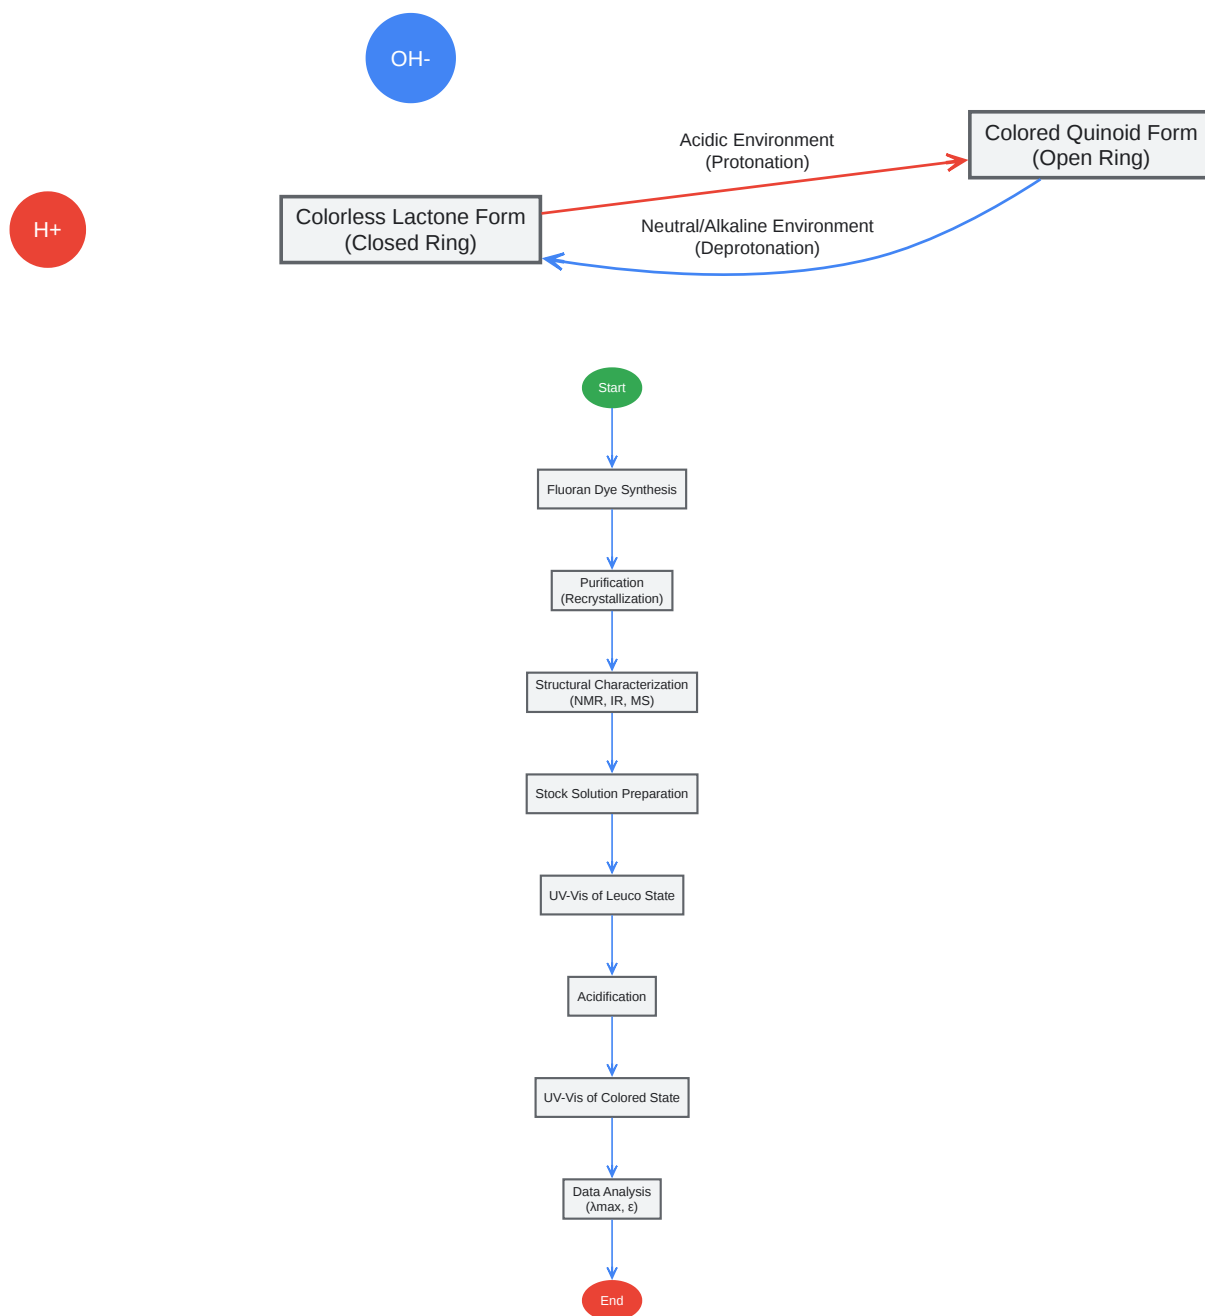 OH-
Colored Quinoid Form
(Open Ring)
Acidic Environment
(Protonation)
Colorless Lactone Form
(Closed Ring)
H+
Neutral/Alkaline Environment
(Deprotonation)
Start
Fluoran Dye Synthesis
Purification
(Recrystallization)
Structural Characterization
(NMR, IR, MS)
Stock Solution Preparation
UV-Vis of Leuco State
Acidification
UV-Vis of Colored State
Data Analysis
(λmax, ε)
End